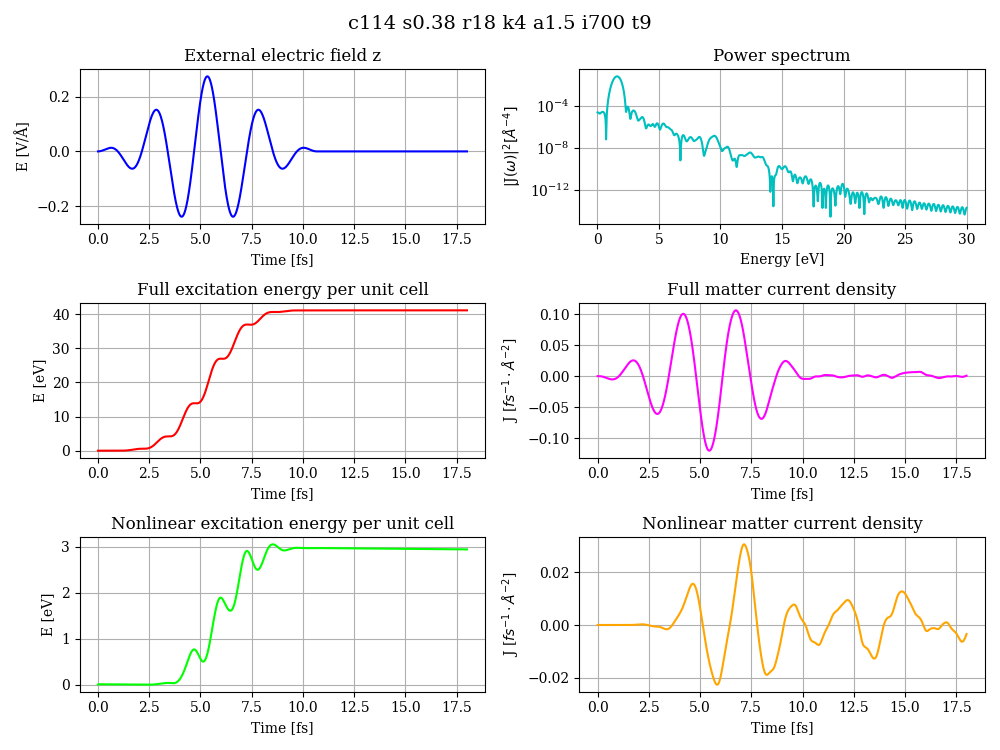 c114 s0.38 r18 k4 a1.5 i700 t9
External electric field z
E [V/Å]
0.2
0.0
−0.2
0.0 2.5 5.0 7.5 10.0 12.5 15.0 17.5
Time [fs]
Power spectrum
|J(ω)|²[Å⁻⁴]
10⁻⁴
10⁻⁸
10⁻¹²
0 5 10 15 20 25 30
Energy [eV]
Full excitation energy per unit cell
E [eV]
40
30
20
10
0
0.0 2.5 5.0 7.5 10.0 12.5 15.0 17.5
Time [fs]
Full matter current density
J [fs⁻¹· Å⁻²]
0.10
0.05
0.00
−0.05
−0.10
0.0 2.5 5.0 7.5 10.0 12.5 15.0 17.5
Time [fs]
Nonlinear excitation energy per unit cell
E [eV]
3
2
1
0
0.0 2.5 5.0 7.5 10.0 12.5 15.0 17.5
Time [fs]
Nonlinear matter current density
J [fs⁻¹ · Å⁻²]
0.02
0.00
−0.02
0.0 2.5 5.0 7.5 10.0 12.5 15.0 17.5
Time [fs]